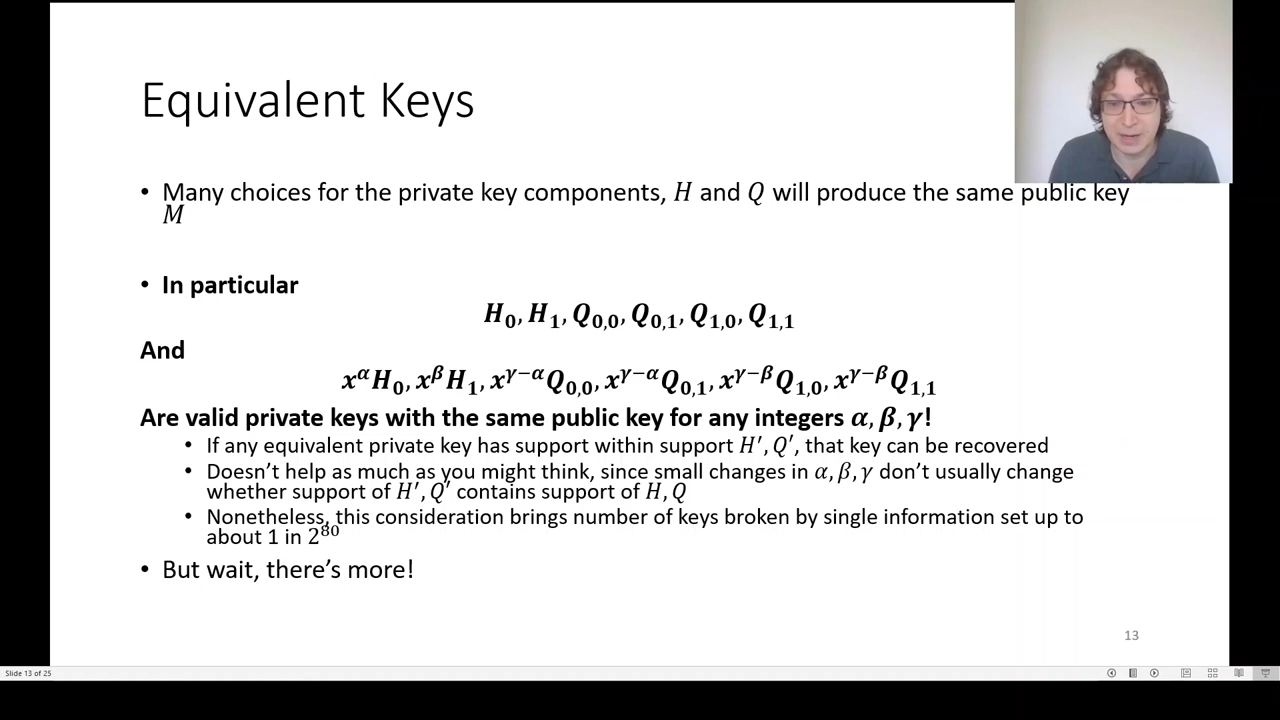 Equivalent Keys
• Many choices for the private key components, H and Q will produce the same public key
M
• In particular
H₀, H₁, Q₀,₀, Q₀,₁, Q₁,₀, Q₁,₁
And
x^α H₀, x^β H₁, x^(γ−α) Q₀,₀, x^(γ−α) Q₀,₁, x^(γ−β) Q₁,₀, x^(γ−β) Q₁,₁
Are valid private keys with the same public key for any integers α, β, γ!
• If any equivalent private key has support within support H′, Q′, that key can be recovered
• Doesn’t help as much as you might think, since small changes in α, β, γ don’t usually change
whether support of H′, Q′ contains support of H, Q
• Nonetheless, this consideration brings number of keys broken by single information set up to
about 1 in 2⁸⁰
• But wait, there’s more!
13
Slide 13 of 25